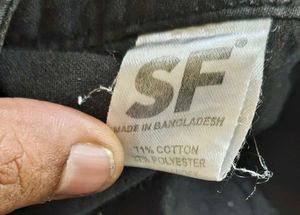 SF
MADE IN BANGLADESH
71% COTTON
POLYESTER